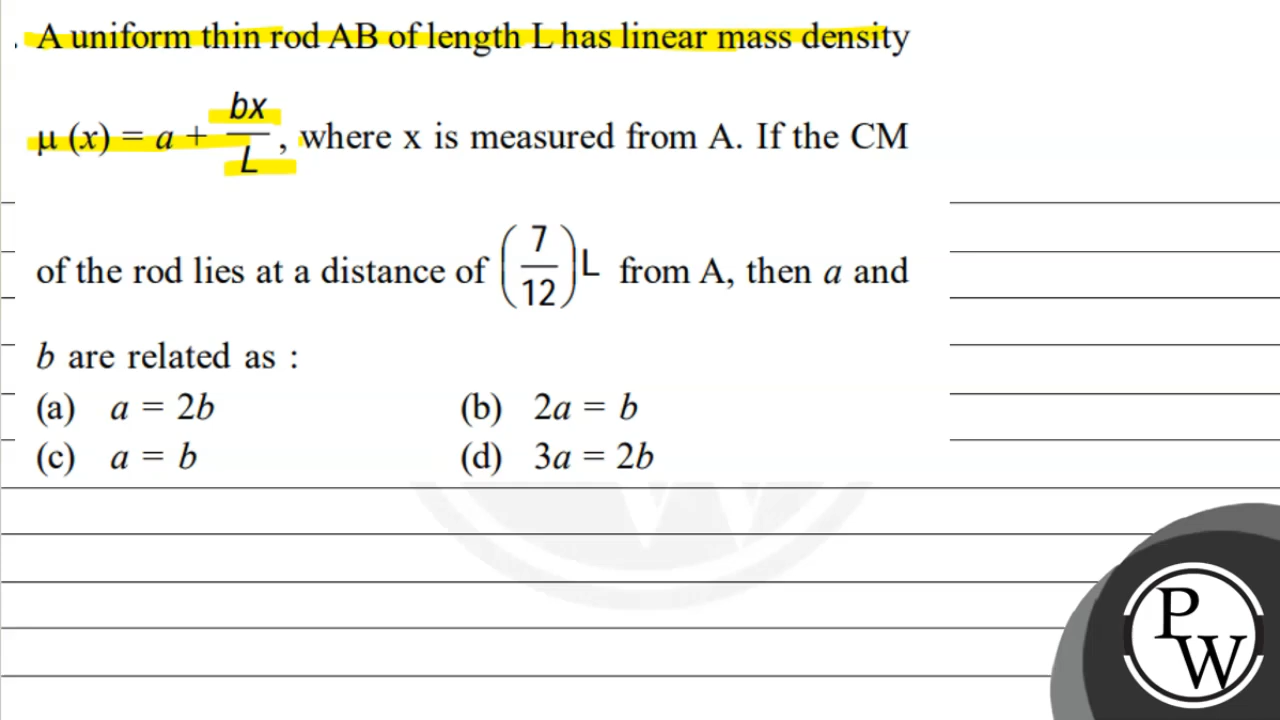 . A uniform thin rod AB of length L has linear mass density
μ (x) = a + bx/L, where x is measured from A. If the CM
of the rod lies at a distance of (7/12)L from A, then a and
b are related as :
(a) a = 2b (b) 2a = b
(c) a = b (d) 3a = 2b
P
W